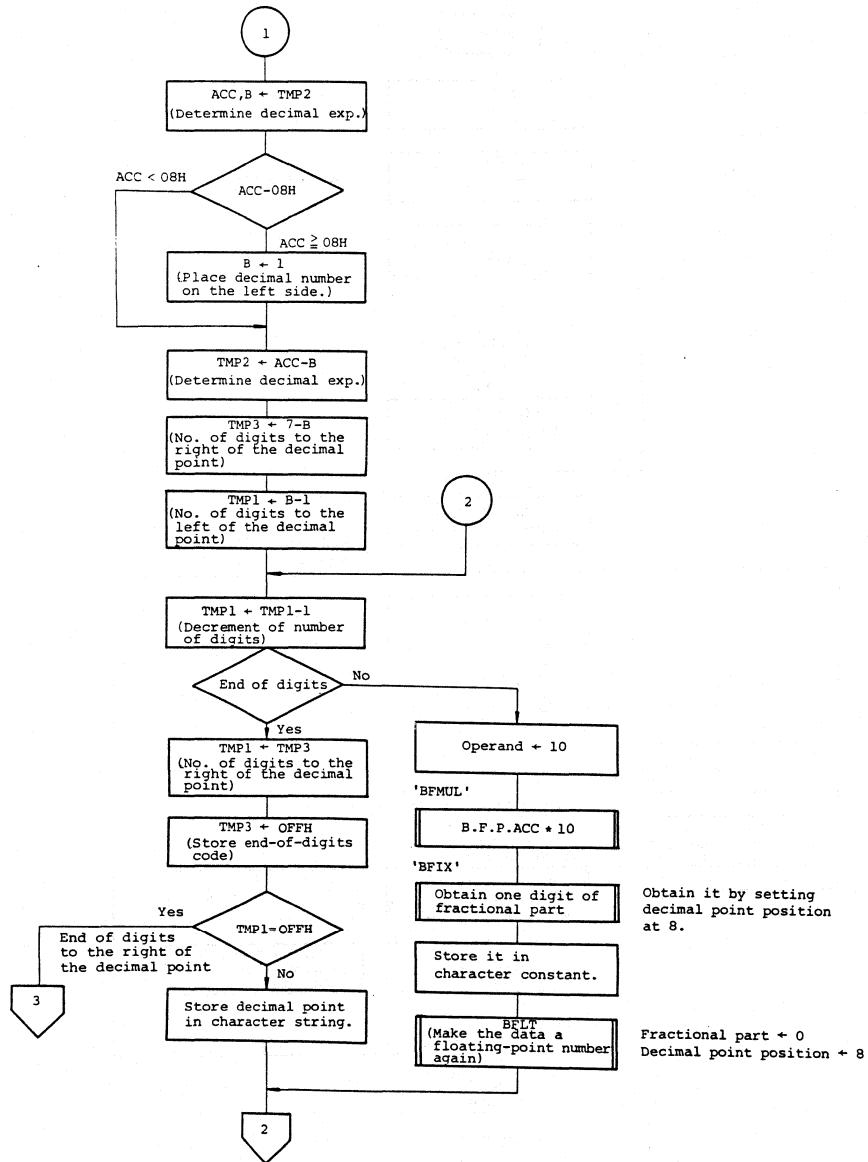 1
ACC,B ← TMP2
(Determine decimal exp.)
ACC < 08H
ACC-08H
ACC ≧ 08H
B ← 1
(Place decimal number
on the left side.)
TMP2 ← ACC-B
(Determine decimal exp.)
TMP3 ← 7-B
(No. of digits to the
right of the decimal
point)
TMP1 ← B-1
(No. of digits to the
left of the decimal
point)
2
TMP1 ← TMP1-1
(Decrement of number
of digits)
End of digits
No
Yes
TMP1 ← TMP3
(No. of digits to the
right of the decimal
point)
TMP3 ← OFFH
(Store end-of-digits
code)
Yes
TMP1=OFFH
End of digits
to the right of
the decimal point
No
3
Store decimal point
in character string.
Operand ← 10
'BFMUL'
B.F.P.ACC * 10
'BFIX'
Obtain one digit of
fractional part
Obtain it by setting
decimal point position
at 8.
Store it in
character constant.
BFLT
(Make the data a
floating-point number
again)
Fractional part ← 0
Decimal point position ← 8
2